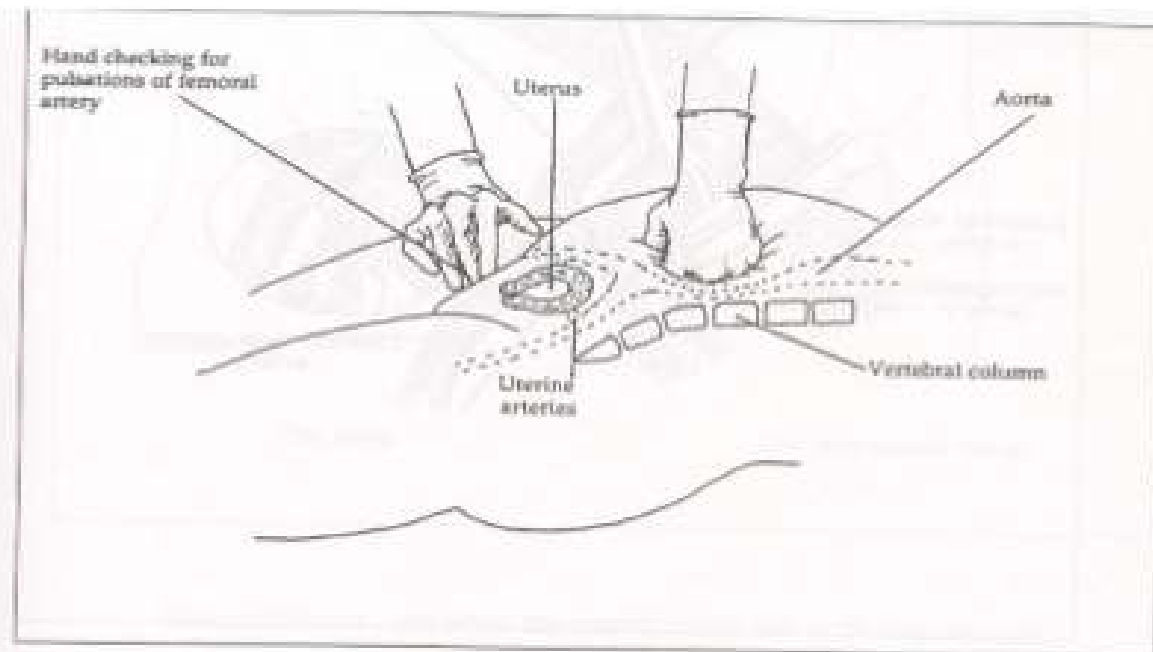 Hand checking for
pulsations of femoral
artery
Uterus
Aorta
Uterine
arteries
Vertebral column